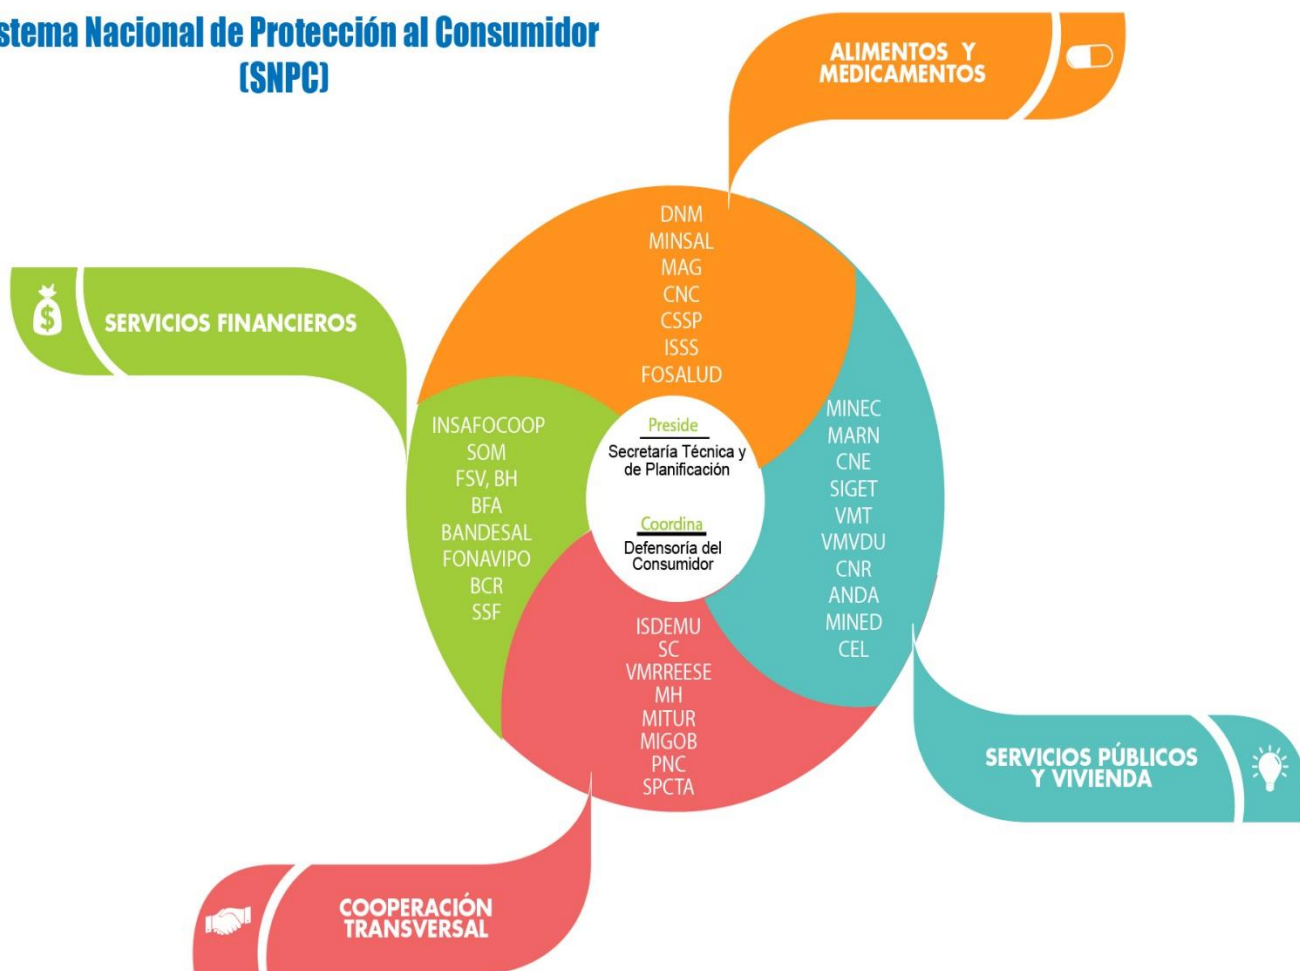 stema Nacional de Protección al Consumidor
(SNPC)
ALIMENTOS Y
MEDICAMENTOS
DNM
MINSAL
MAG
CNC
CSSP
ISSS
FOSALUD
$
SERVICIOS FINANCIEROS
INSAFOCOOP
SOM
FSV, BH
BFA
BANDESAL
FONAVIPO
BCR
SSF
Preside
Secretaría Técnica y
de Planificación
Coordina
Defensoría del
Consumidor
MINEC
MARN
CNE
SIGET
VMT
VMVDU
CNR
ANDA
MINED
CEL
ISDEMU
SC
VMRREESE
MH
MITUR
MIGOB
PNC
SPCTA
SERVICIOS PÚBLICOS
Y VIVIENDA
COOPERACIÓN
TRANSVERSAL